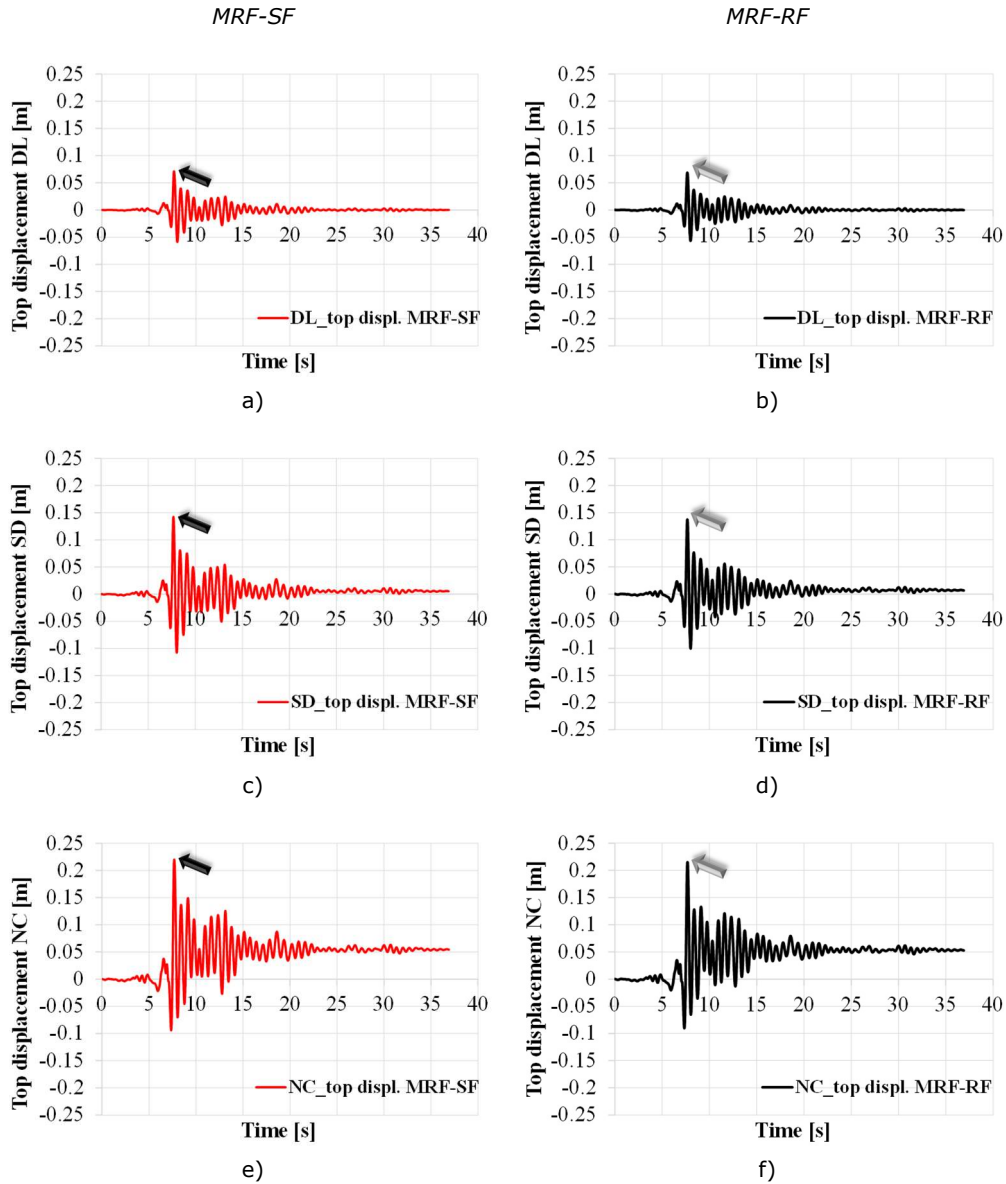 MRF-SF
MRF-RF
Top displacement DL [m]
0.25
0.2
0.15
0.1
0.05
0
-0.05
-0.1
-0.15
-0.2
-0.25
0 5 10 15 20 25 30 35 40
DL_top displ. MRF-SF
Time [s]
a)
Top displacement DL [m]
0.25
0.2
0.15
0.1
0.05
0
-0.05
-0.1
-0.15
-0.2
-0.25
0 5 10 15 20 25 30 35 40
DL_top displ. MRF-RF
Time [s]
b)
Top displacement SD [m]
0.25
0.2
0.15
0.1
0.05
0
-0.05
-0.1
-0.15
-0.2
-0.25
0 5 10 15 20 25 30 35 40
SD_top displ. MRF-SF
Time [s]
c)
Top displacement SD [m]
0.25
0.2
0.15
0.1
0.05
0
-0.05
-0.1
-0.15
-0.2
-0.25
0 5 10 15 20 25 30 35 40
SD_top displ. MRF-RF
Time [s]
d)
Top displacement NC [m]
0.25
0.2
0.15
0.1
0.05
0
-0.05
-0.1
-0.15
-0.2
-0.25
0 5 10 15 20 25 30 35 40
NC_top displ. MRF-SF
Time [s]
e)
Top displacement NC [m]
0.25
0.2
0.15
0.1
0.05
0
-0.05
-0.1
-0.15
-0.2
-0.25
0 5 10 15 20 25 30 35 40
NC_top displ. MRF-RF
Time [s]
f)